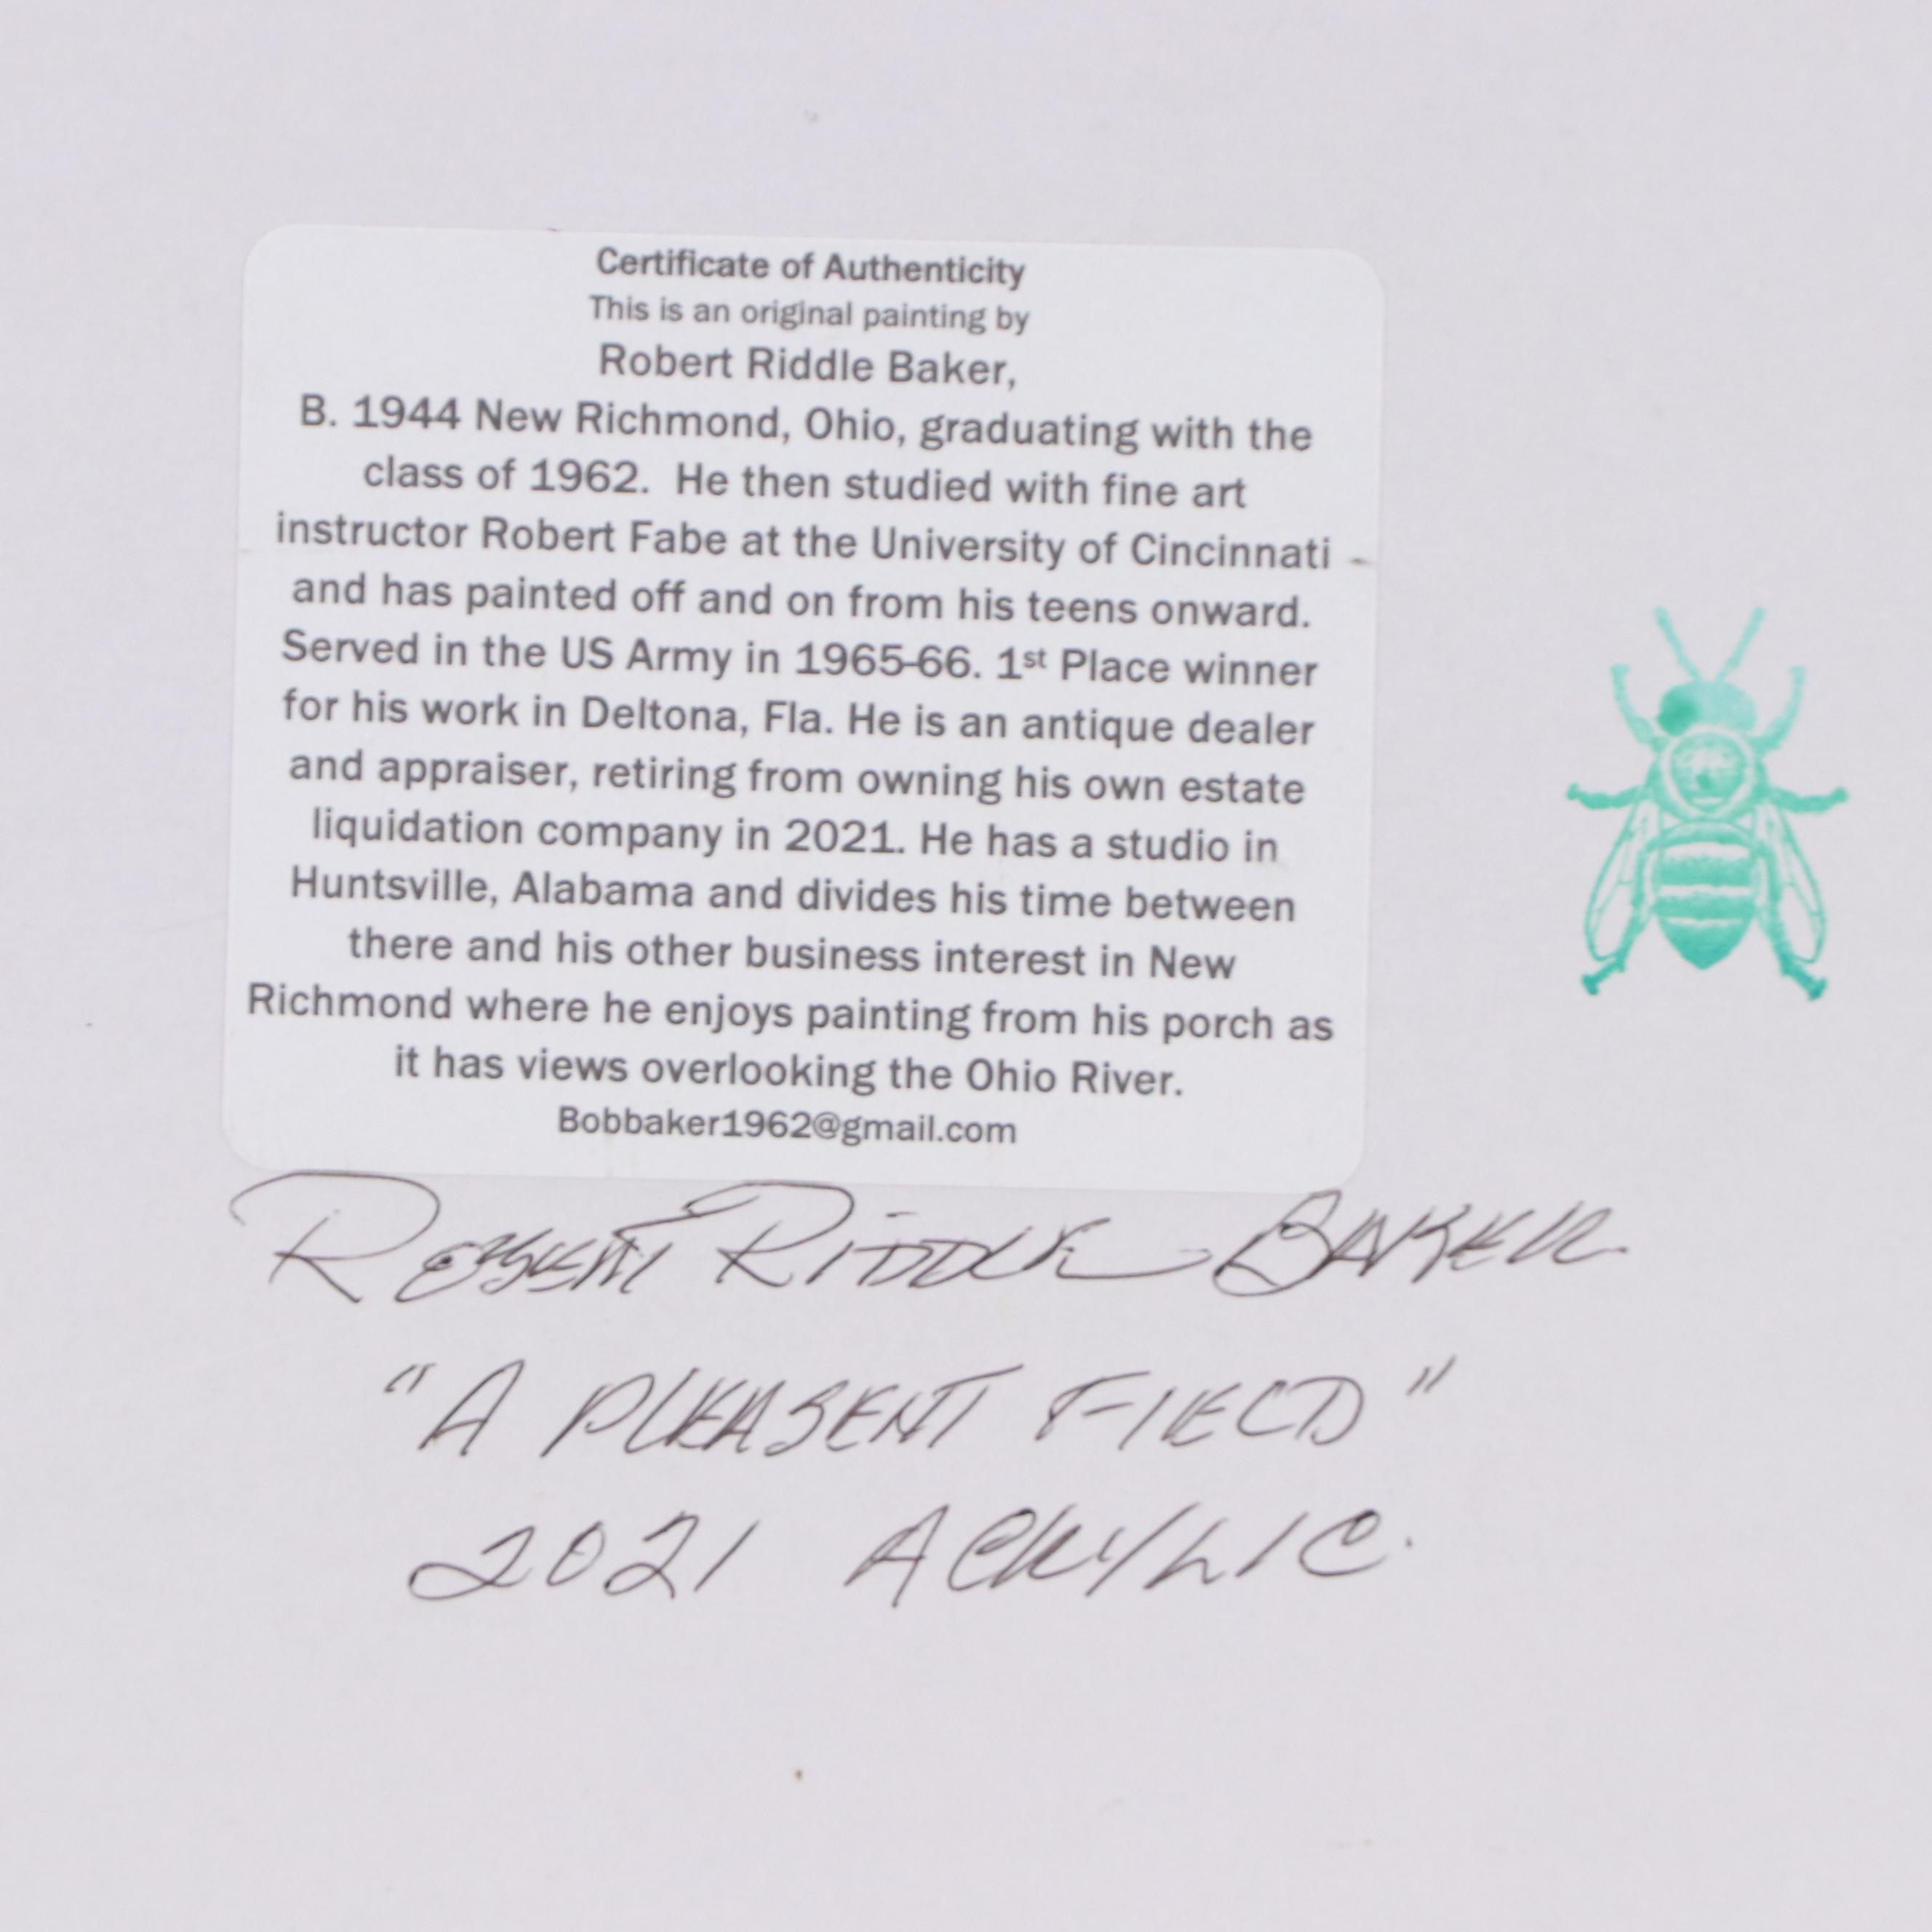 Certificate of Authenticity
This is an original painting by
Robert Riddle Baker,
B. 1944 New Richmond, Ohio, graduating with the
class of 1962. He then studied with fine art
instructor Robert Fabe at the University of Cincinnati
and has painted off and on from his teens onward.
Served in the US Army in 1965-66. 1st Place winner
for his work in Deltona, Fla. He is an antique dealer
and appraiser, retiring from owning his own estate
liquidation company in 2021. He has a studio in
Huntsville, Alabama and divides his time between
there and his other business interest in New
Richmond where he enjoys painting from his porch as
it has views overlooking the Ohio River.
Bobbaker1962@gmail.com
ROBERT RIDDLE BAKER
"A PLEASENT FIELD"
2021 ACRYLIC.